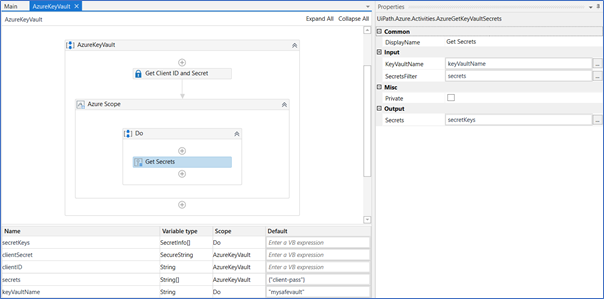 Main AzureKeyVault
AzureKeyVault Expand All Collapse All
AzureKeyVault
Get Client ID and Secret
Azure Scope
Do
Get Secrets
Name Variable type Scope Default
secretKeys SecretInfo[] Do Enter a VB expression
clientSecret SecureString AzureKeyVault Enter a VB expression
clientID String AzureKeyVault Enter a VB expression
secrets String[] AzureKeyVault {"client-pass"}
keyVaultName String Do "mysafevault"
Properties
UiPath.Azure.Activities.AzureGetKeyVaultSecrets
Common
DisplayName Get Secrets
Input
KeyVaultName keyVaultName ...
SecretsFilter secrets ...
Misc
Private
Output
Secrets secretKeys ...